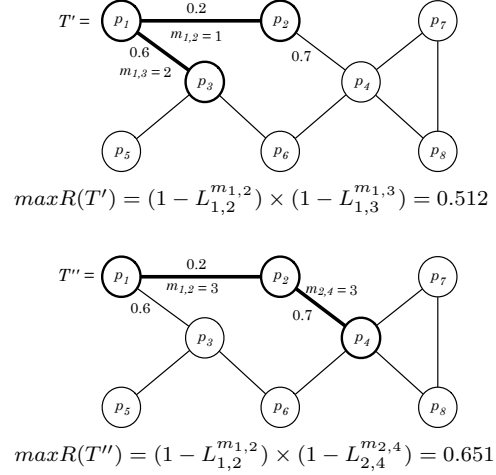 T' = p₁ 0.2 p₂ p₇
m₁,₂ = 1
0.6 0.7
m₁,₃ = 2
p₃ p₄
p₅ p₆ p₈
maxR(T') = (1 − L₁,₂^{m₁,₂}) × (1 − L₁,₃^{m₁,₃}) = 0.512
T'' = p₁ 0.2 p₂ p₇
m₁,₂ = 3 m₂,₄ = 3
0.6 0.7
p₃ p₄
p₅ p₆ p₈
maxR(T'') = (1 − L₁,₂^{m₁,₂}) × (1 − L₂,₄^{m₂,₄}) = 0.651